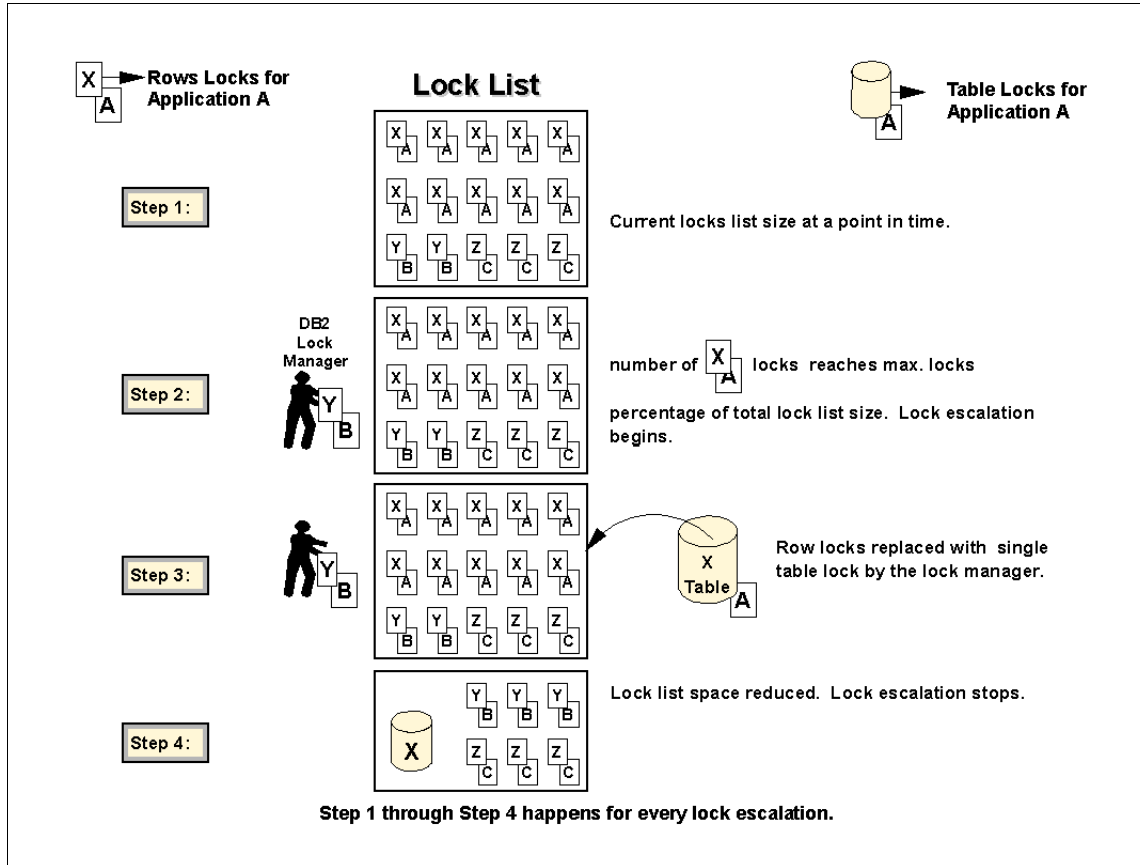 X
A
Rows Locks for
Application A
Lock List
A
Table Locks for
Application A
Step 1:
X A X A X A X A X A
X A X A X A X A X A
Y B Y B Z C Z C Z C
Current locks list size at a point in time.
DB2
Lock
Manager
Step 2:
Y
B
X A X A X A X A X A
X A X A X A X A X A
Y B Y B Z C Z C Z C
number of X A locks reaches max. locks
percentage of total lock list size. Lock escalation
begins.
Step 3:
Y
B
X A X A X A X A X A
X A X A X A X A X A
Y B Y B Z C Z C Z C
X
Table
A
Row locks replaced with single
table lock by the lock manager.
Step 4:
X
Y B Y B Y B
Z C Z C Z C
Lock list space reduced. Lock escalation stops.
Step 1 through Step 4 happens for every lock escalation.